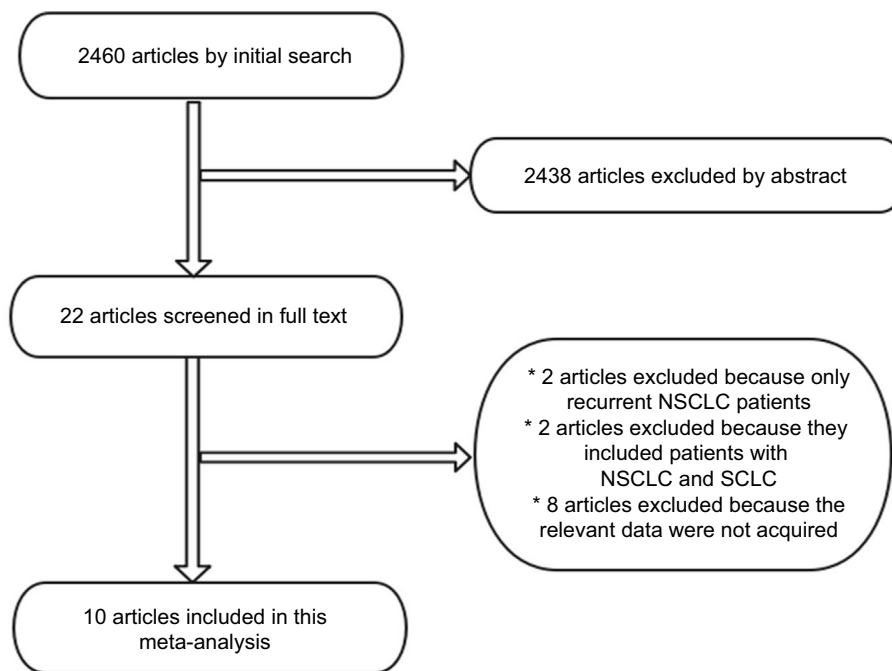 2460 articles by initial search
2438 articles excluded by abstract
22 articles screened in full text
* 2 articles excluded because only
recurrent NSCLC patients
* 2 articles excluded because they
included patients with
NSCLC and SCLC
* 8 articles excluded because the
relevant data were not acquired
10 articles included in this
meta-analysis